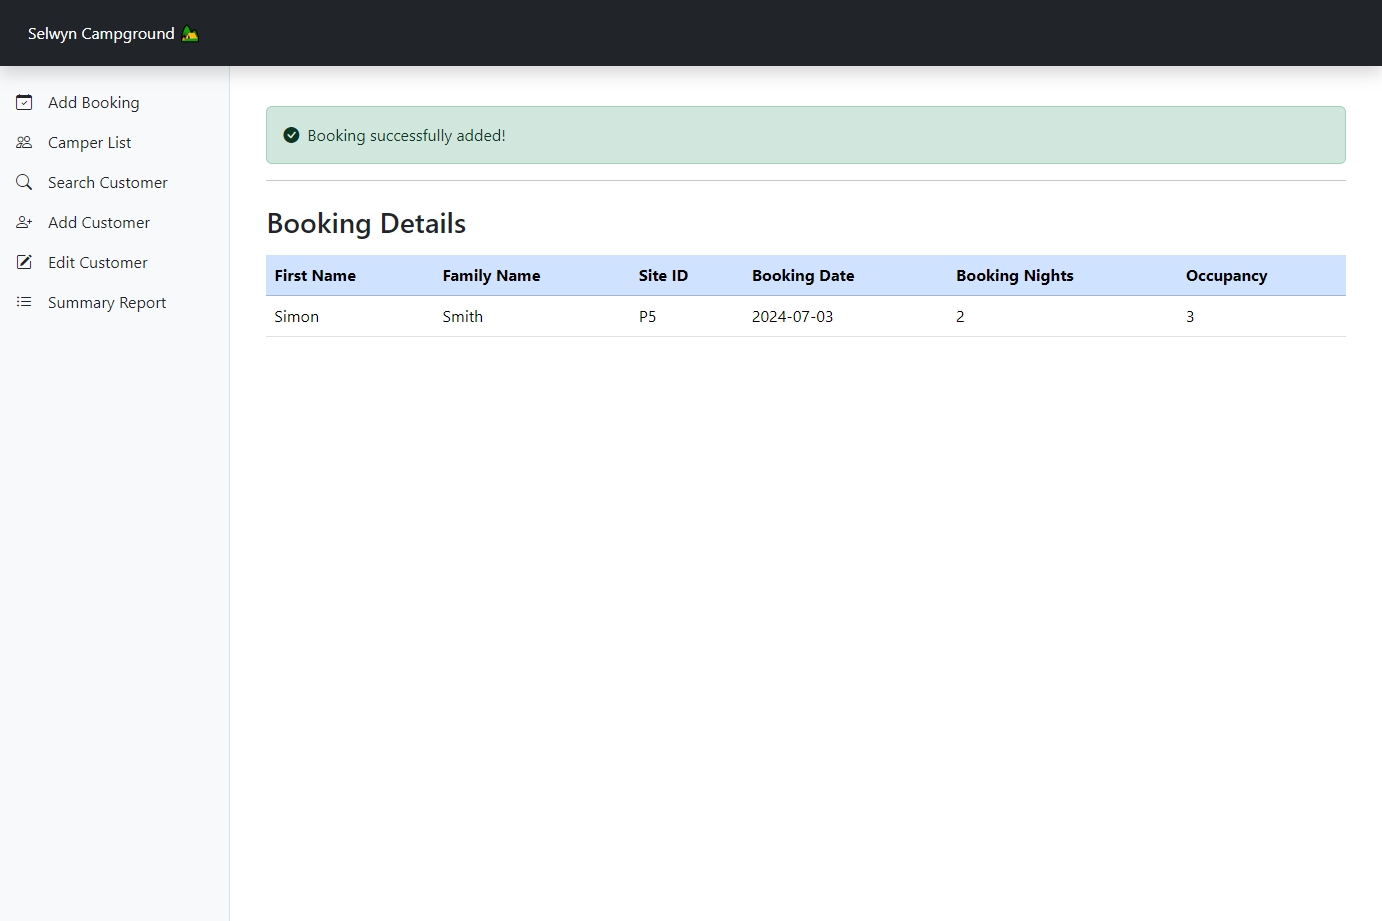 Selwyn Campground
Add Booking
Camper List
Search Customer
Add Customer
Edit Customer
Summary Report
Booking successfully added!
Booking Details
First Name Family Name Site ID Booking Date Booking Nights Occupancy
Simon Smith P5 2024-07-03 2 3